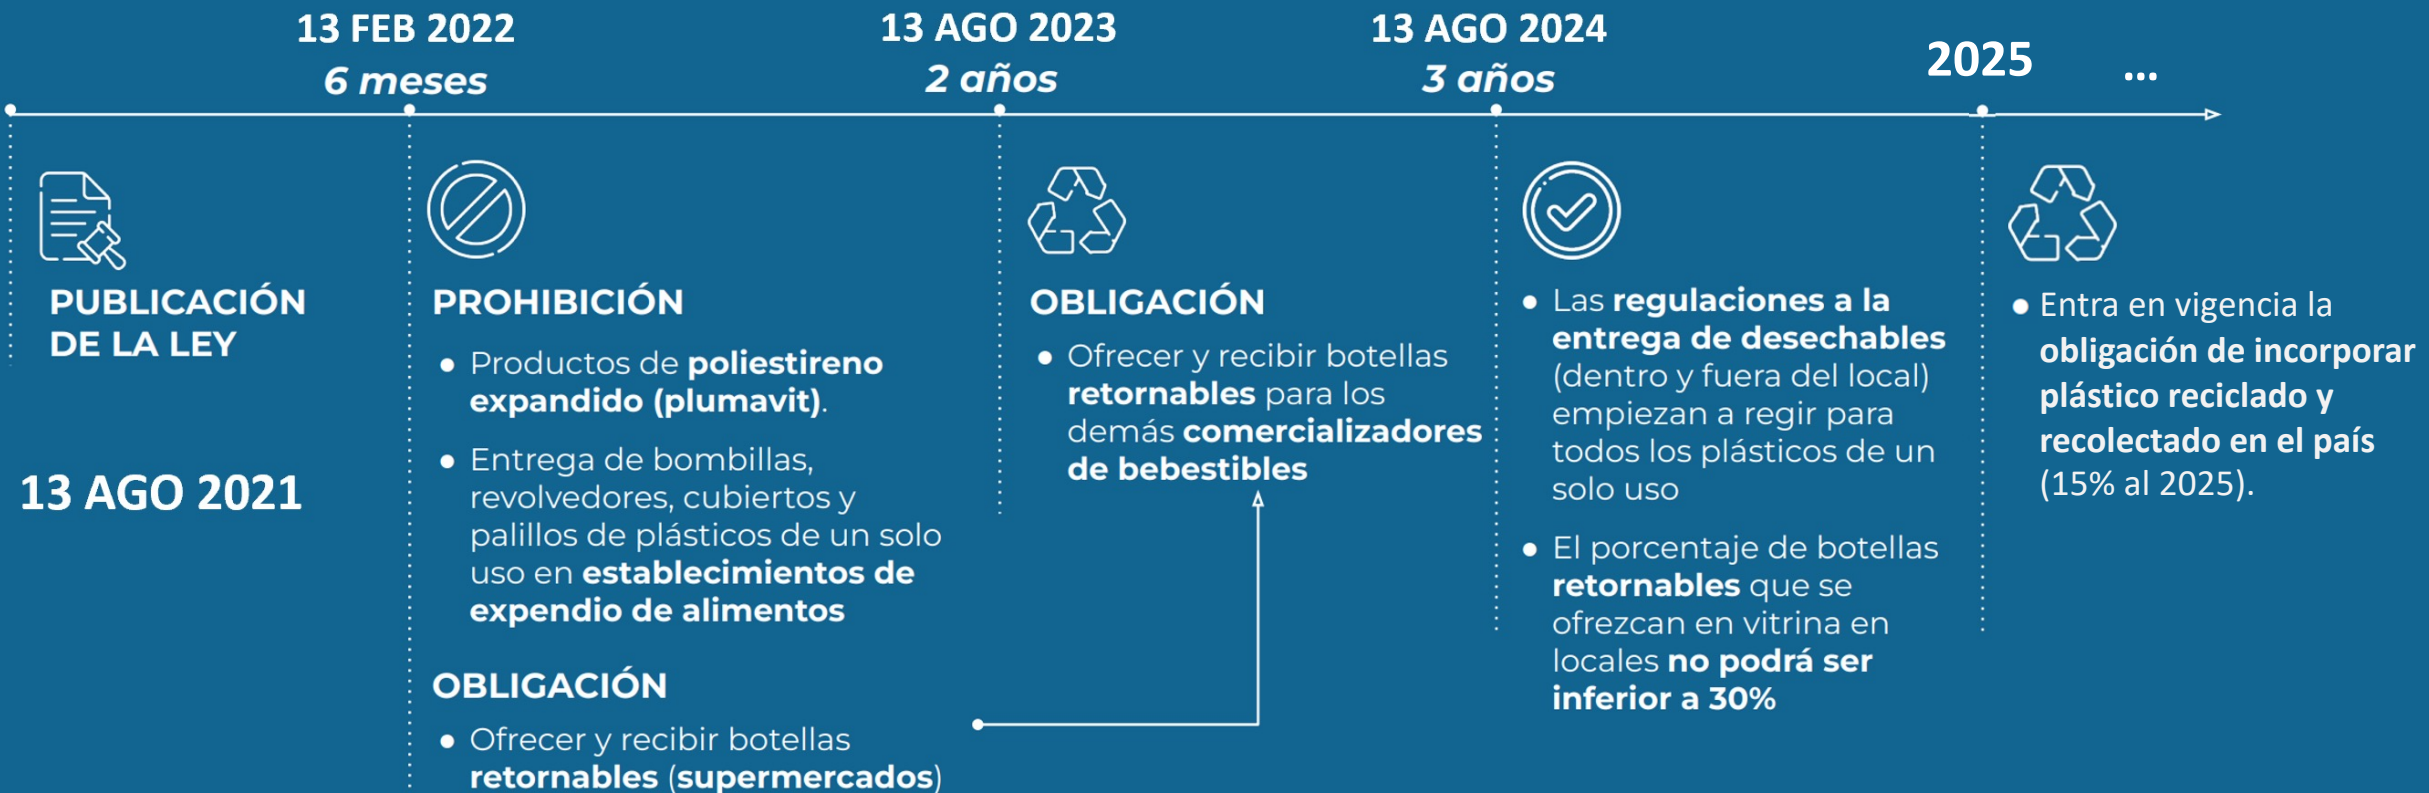 13 FEB 2022
6 meses
13 AGO 2023
2 años
13 AGO 2024
3 años
2025 ...
PUBLICACIÓN
DE LA LEY
13 AGO 2021
PROHIBICIÓN
● Productos de poliestireno
expandido (plumavit).
● Entrega de bombillas,
revolvedores, cubiertos y
palillos de plásticos de un solo
uso en establecimientos de
expendio de alimentos
OBLIGACIÓN
● Ofrecer y recibir botellas
retornables (supermercados)
OBLIGACIÓN
● Ofrecer y recibir botellas
retornables para los
demás comercializadores
de bebestibles
● Las regulaciones a la
entrega de desechables
(dentro y fuera del local)
empiezan a regir para
todos los plásticos de un
solo uso
● El porcentaje de botellas
retornables que se
ofrezcan en vitrina en
locales no podrá ser
inferior a 30%
● Entra en vigencia la
obligación de incorporar
plástico reciclado y
recolectado en el país
(15% al 2025).